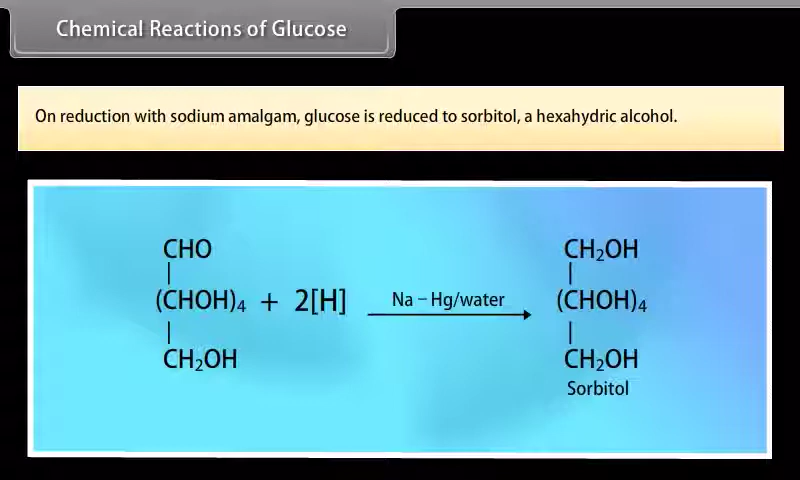 Chemical Reactions of Glucose
On reduction with sodium amalgam, glucose is reduced to sorbitol, a hexahydric alcohol.
CHO
|
(CHOH)₄ + 2[H]
|
CH₂OH
Na – Hg/water
CH₂OH
|
(CHOH)₄
|
CH₂OH
Sorbitol